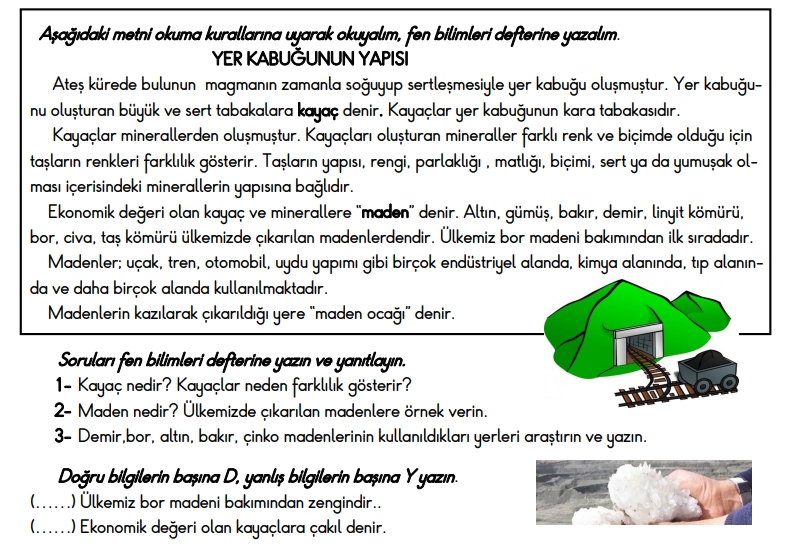 Aşağıdaki metni okuma kurallarına uyarak okuyalım, fen bilimleri defterine yazalım.
YER KABUĞUNUN YAPISI
Ateş kürede bulunun magmanın zamanla soğuyup sertleşmesiyle yer kabuğu oluşmuştur. Yer kabuğu-
nu oluşturan büyük ve sert tabakalara kayaç denir. Kayaçlar yer kabuğunun kara tabakasıdır.
Kayaçlar minerallerden oluşmuştur. Kayaçları oluşturan mineraller farklı renk ve biçimde olduğu için
taşların renkleri farklılık gösterir. Taşların yapısı, rengi, parlaklığı , matlığı, biçimi, sert ya da yumuşak ol-
ması içerisindeki minerallerin yapısına bağlıdır.
Ekonomik değeri olan kayaç ve minerallere “maden” denir. Altın, gümüş, bakır, demir, linyit kömürü,
bor, civa, taş kömürü ülkemizde çıkarılan madenlerdendir. Ülkemiz bor madeni bakımından ilk sıradadır.
Madenler; uçak, tren, otomobil, uydu yapımı gibi birçok endüstriyel alanda, kimya alanında, tıp alanın-
da ve daha birçok alanda kullanılmaktadır.
Madenlerin kazılarak çıkarıldığı yere “maden ocağı” denir.
Soruları fen bilimleri defterine yazın ve yanıtlayın.
1- Kayaç nedir? Kayaçlar neden farklılık gösterir?
2- Maden nedir? Ülkemizde çıkarılan madenlere örnek verin.
3- Demir,bor, altın, bakır, çinko madenlerinin kullanıldıkları yerleri araştırın ve yazın.
Doğru bilgilerin başına D, yanlış bilgilerin başına Y yazın.
(......) Ülkemiz bor madeni bakımından zengindir..
(......) Ekonomik değeri olan kayaçlara çakıl denir.